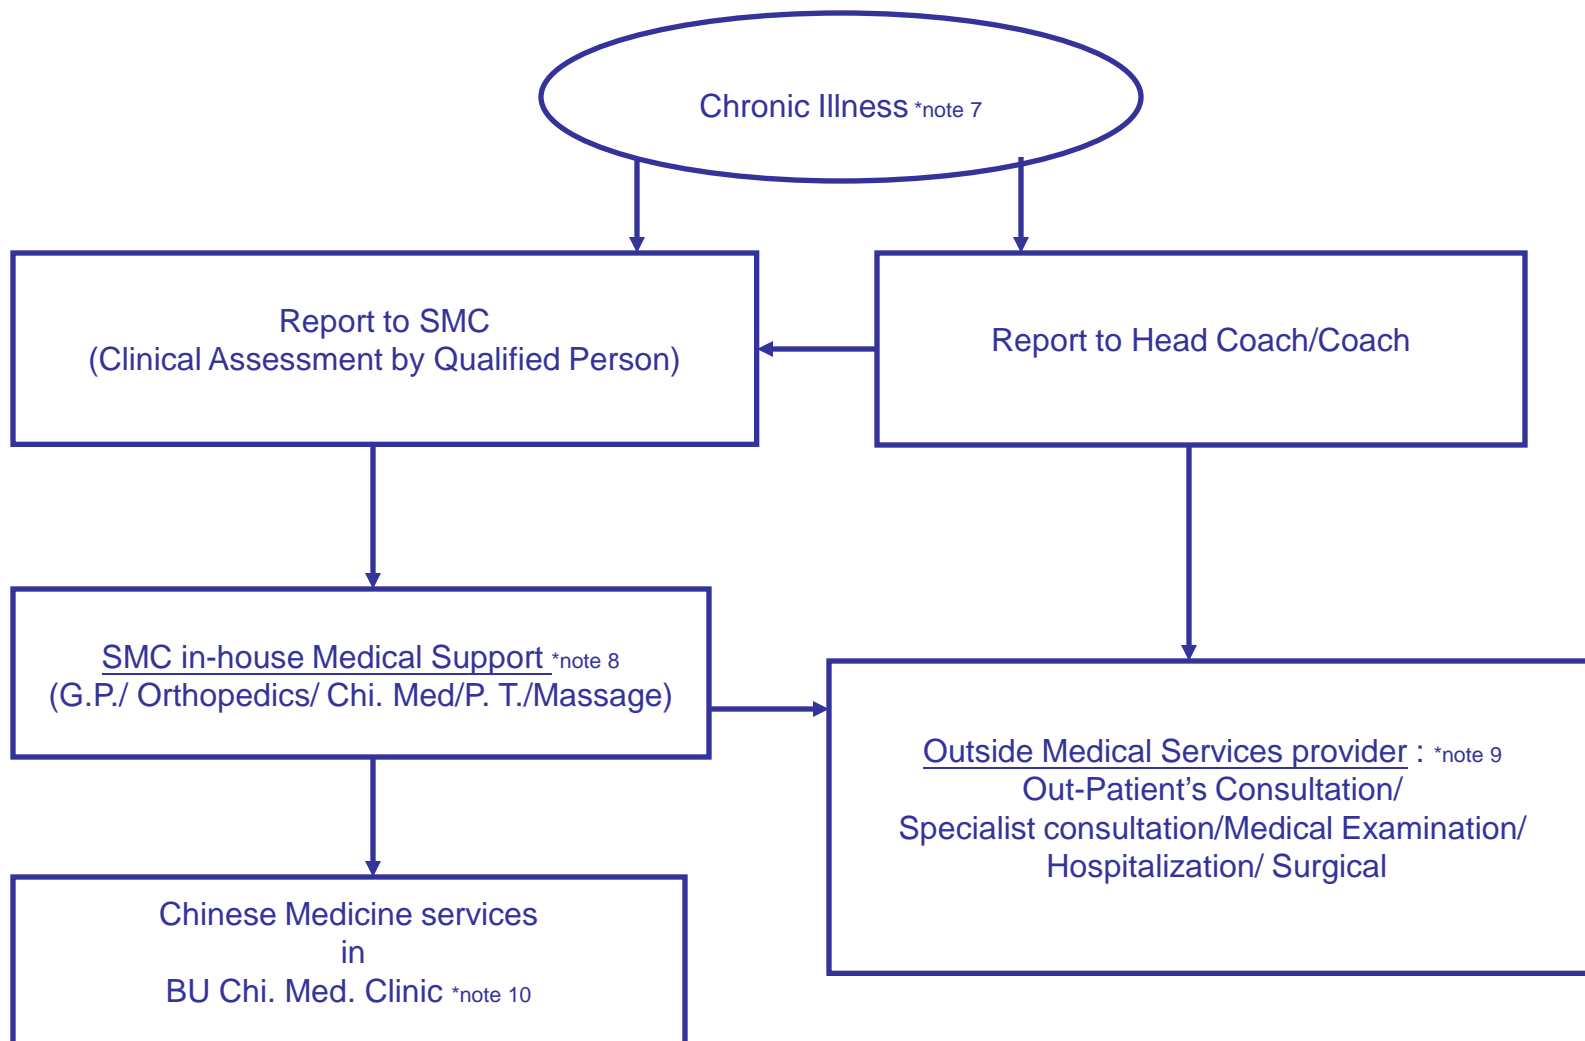 Chronic Illness *note 7
Report to SMC
(Clinical Assessment by Qualified Person)
Report to Head Coach/Coach
SMC in-house Medical Support *note 8
(G.P./ Orthopedics/ Chi. Med/P. T./Massage)
Outside Medical Services provider : *note 9
Out-Patient's Consultation/
Specialist consultation/Medical Examination/
Hospitalization/ Surgical
Chinese Medicine services
in
BU Chi. Med. Clinic *note 10